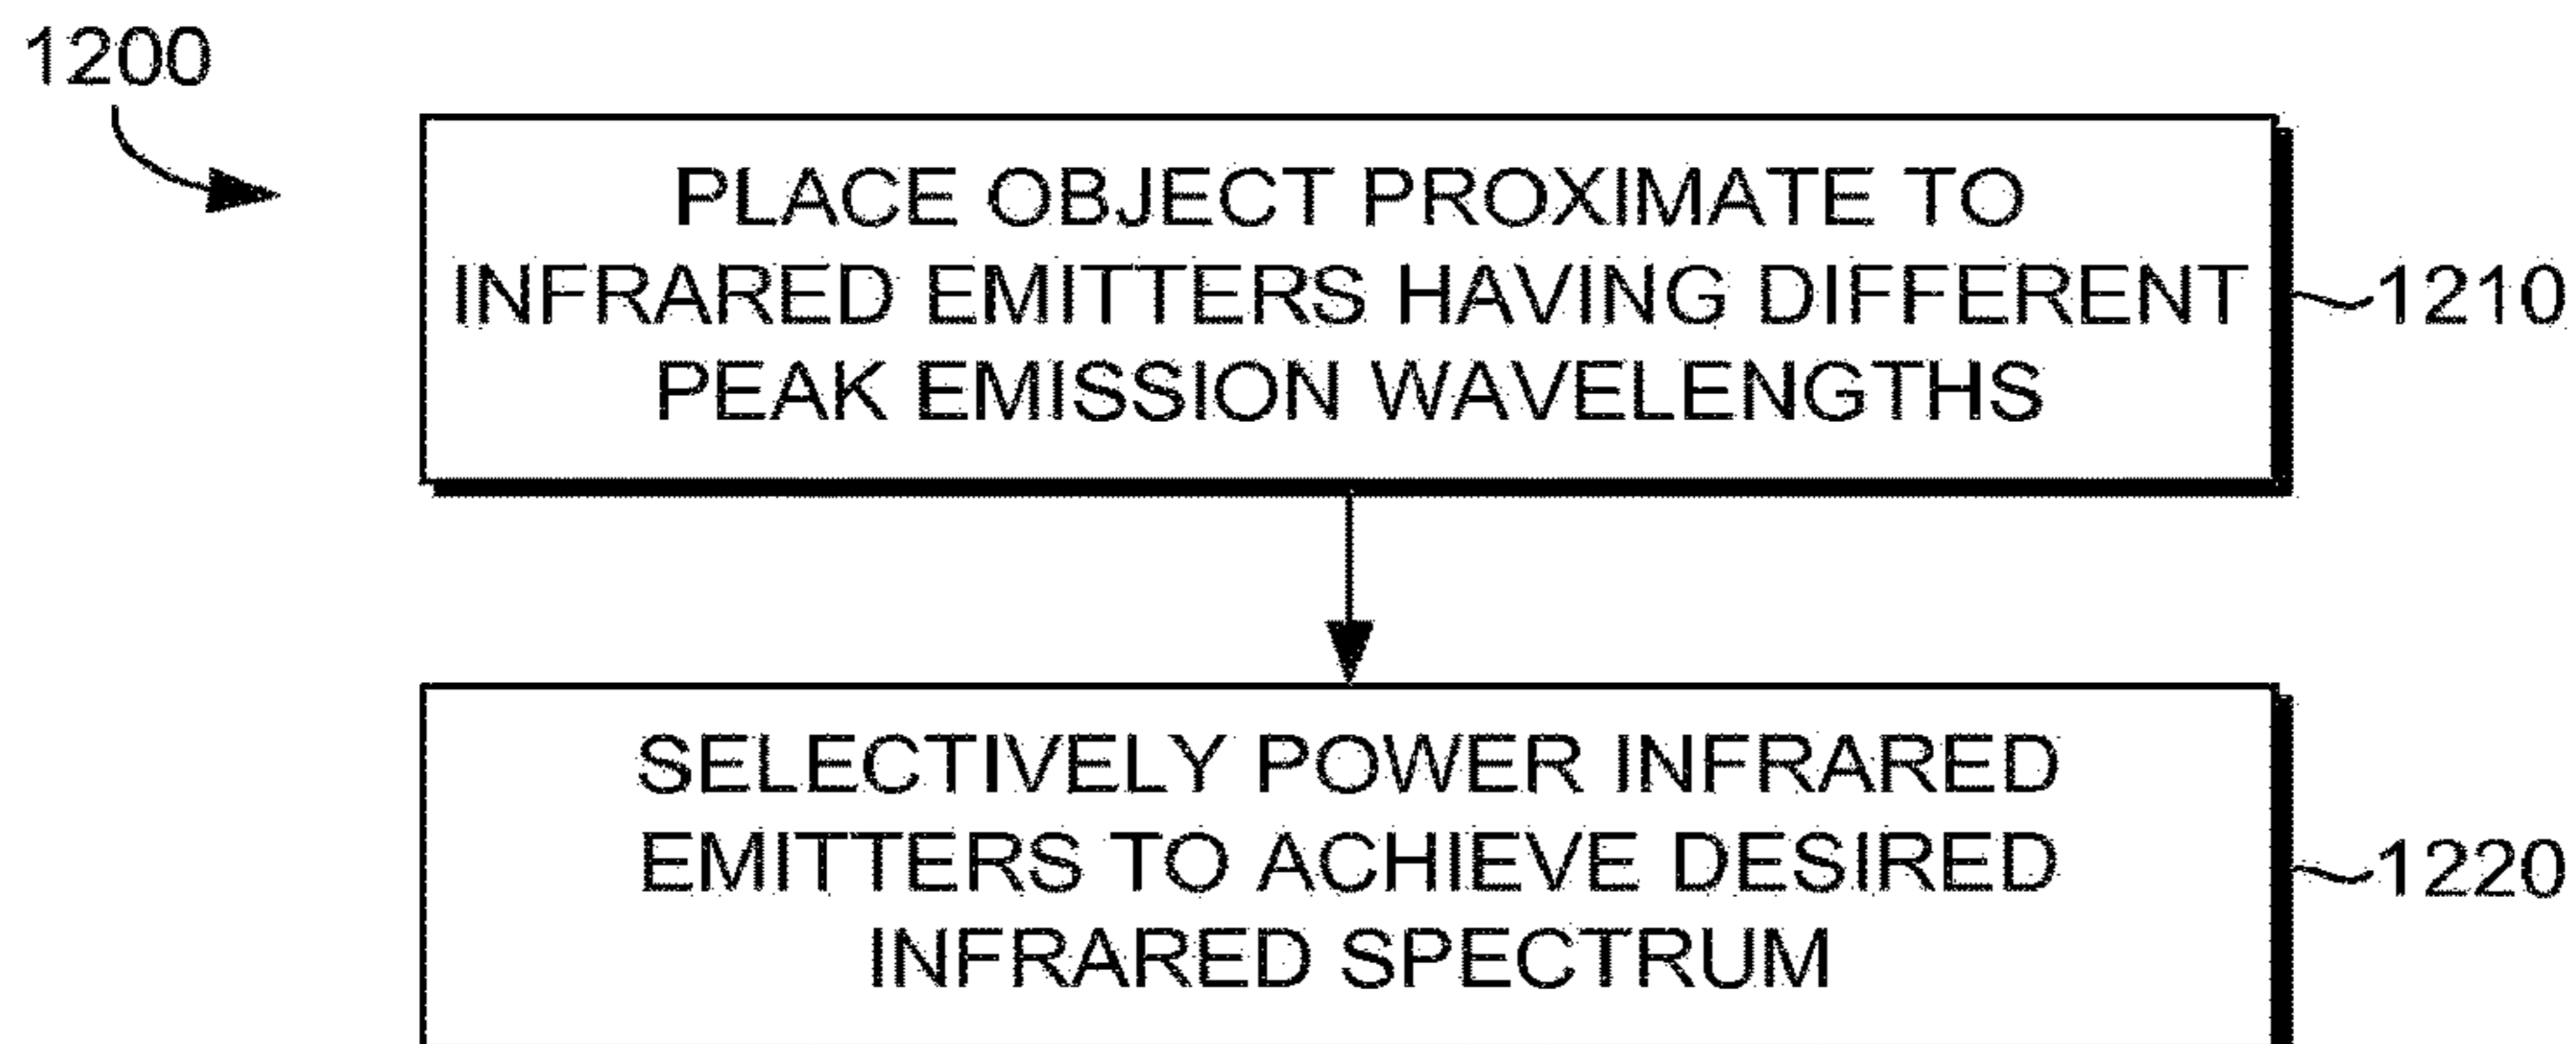 1200
PLACE OBJECT PROXIMATE TO
INFRARED EMITTERS HAVING DIFFERENT
PEAK EMISSION WAVELENGTHS
1210
SELECTIVELY POWER INFRARED
EMITTERS TO ACHIEVE DESIRED
INFRARED SPECTRUM
1220